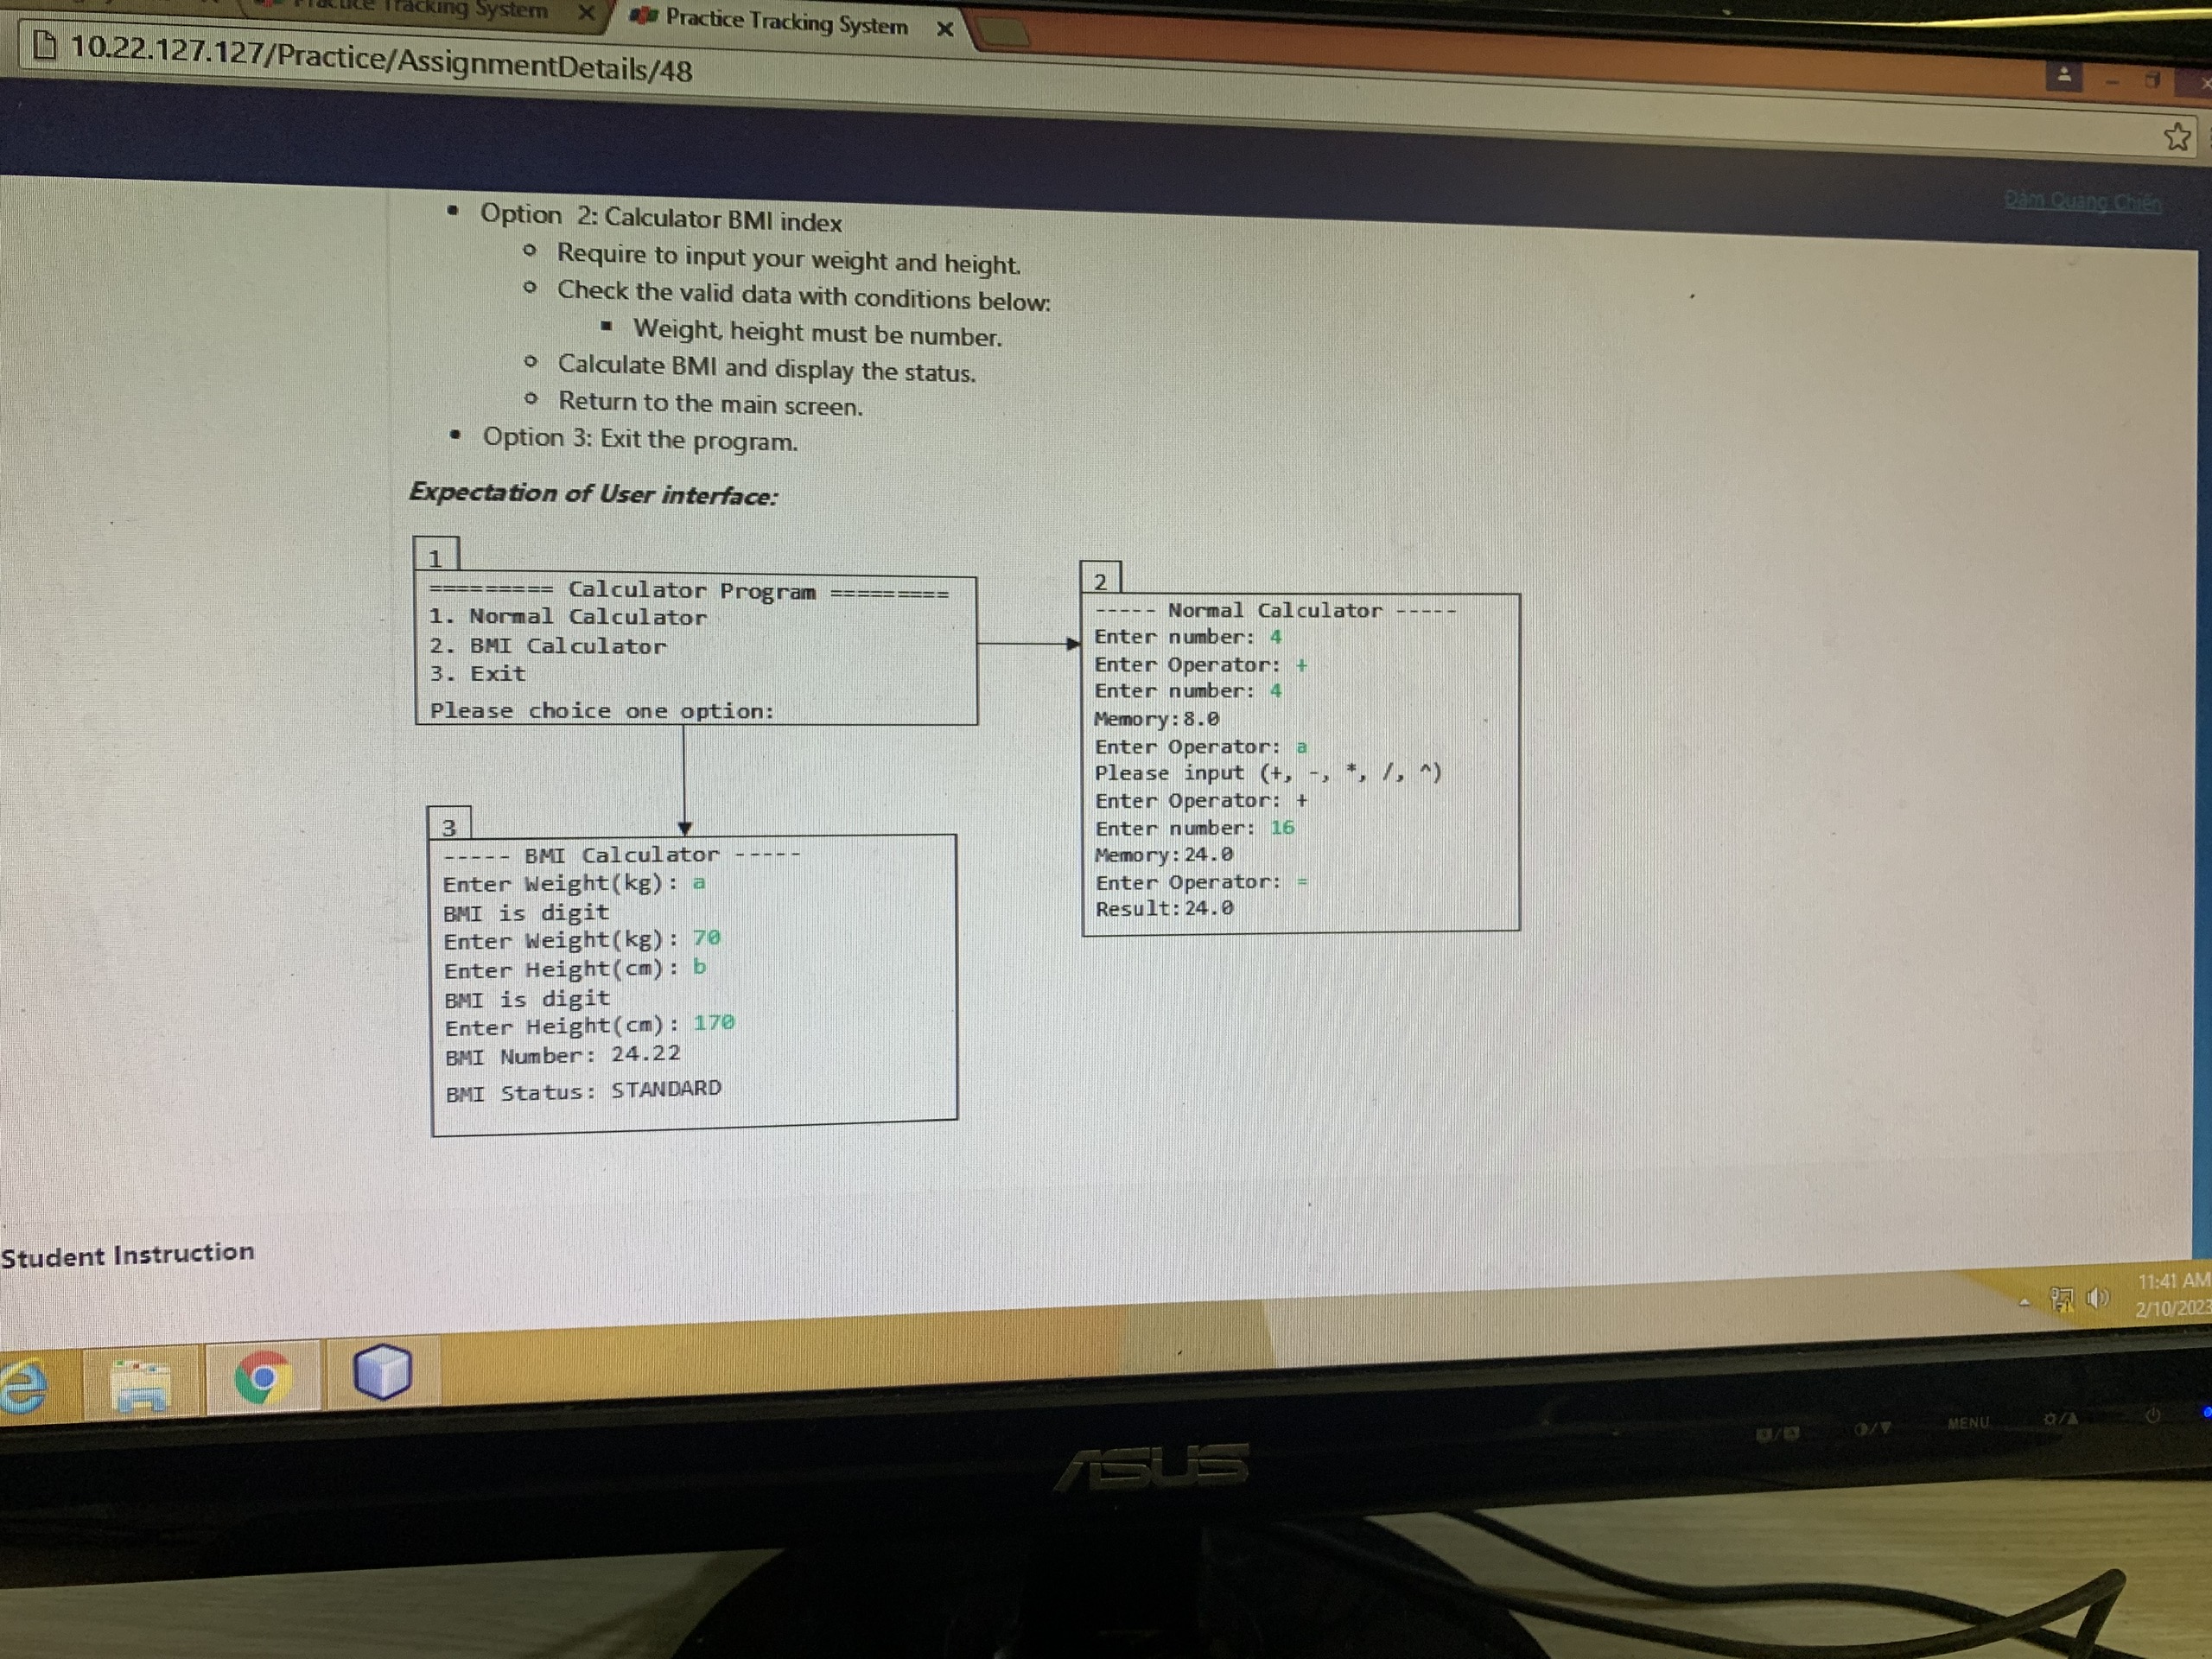 Practice Tracking System
Practice Tracking System
10.22.127.127/Practice/AssignmentDetails/48
Đàm Quang Chiến
• Option 2: Calculator BMI index
o Require to input your weight and height.
o Check the valid data with conditions below:
▪ Weight, height must be number.
o Calculate BMI and display the status.
o Return to the main screen.
• Option 3: Exit the program.
Expectation of User interface:
1
========= Calculator Program =========
1. Normal Calculator
2. BMI Calculator
3. Exit
Please choice one option:
2
----- Normal Calculator -----
Enter number: 4
Enter Operator: +
Enter number: 4
Memory:8.0
Enter Operator: a
Please input (+, -, *, /, ^)
Enter Operator: +
Enter number: 16
Memory:24.0
Enter Operator: =
Result:24.0
3
----- BMI Calculator -----
Enter Weight(kg): a
BMI is digit
Enter Weight(kg): 70
Enter Height(cm): b
BMI is digit
Enter Height(cm): 170
BMI Number: 24.22
BMI Status: STANDARD
Student Instruction
11:41 AM
2/10/2023
MENU
ASUS